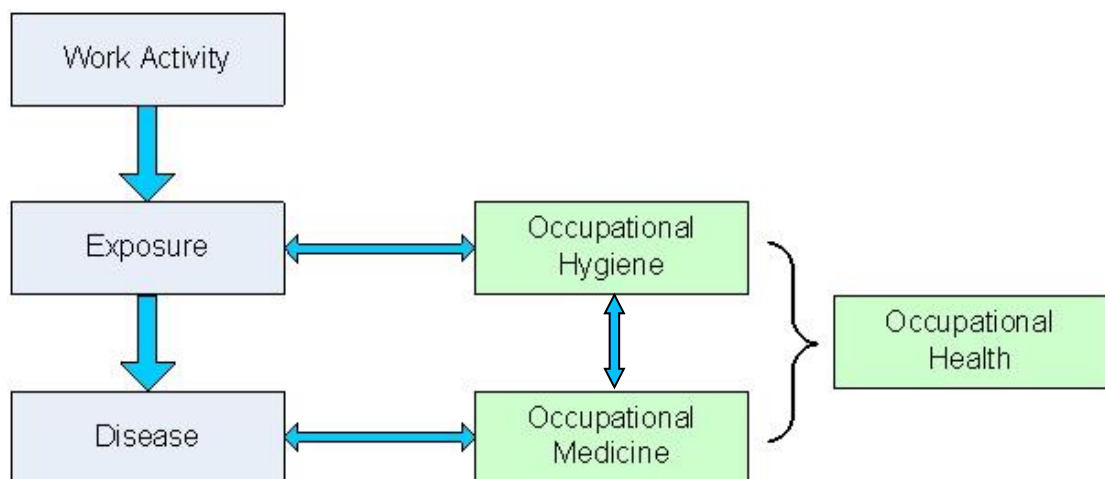 Work Activity
Exposure
Occupational
Hygiene
Occupational
Health
Disease
Occupational
Medicine